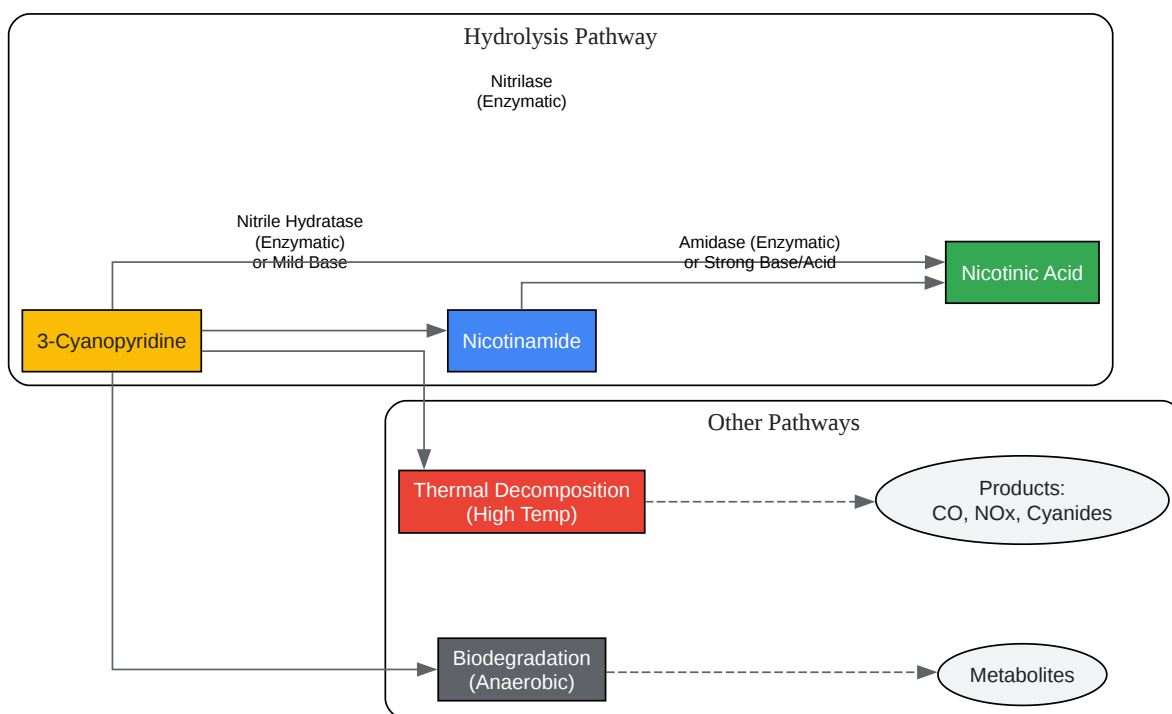 Hydrolysis Pathway
Nitrilase
(Enzymatic)
Nitrile Hydratase
(Enzymatic)
or Mild Base
Amidase (Enzymatic)
or Strong Base/Acid
Nicotinic Acid
3-Cyanopyridine
Nicotinamide
Other Pathways
Thermal Decomposition
(High Temp)
Products:
CO, NOx, Cyanides
Biodegradation
(Anaerobic)
Metabolites